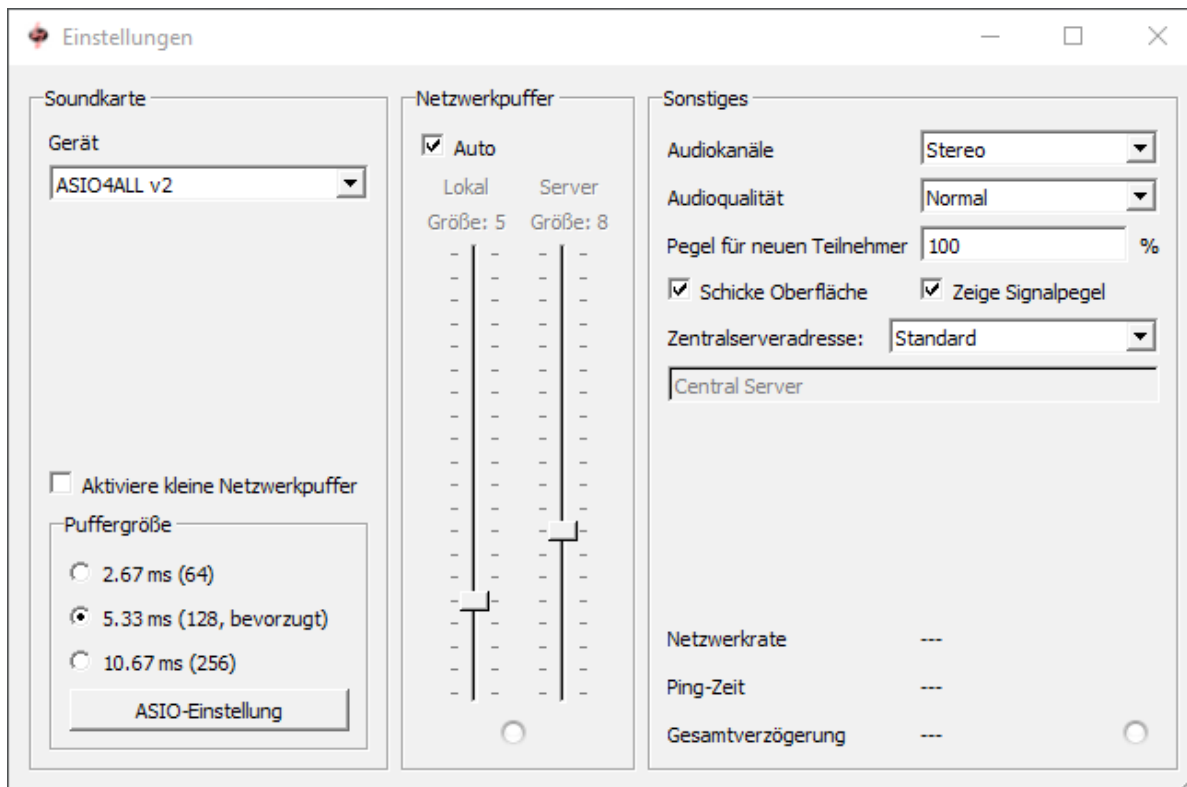 Einstellungen
Soundkarte
Gerät
ASIO4ALL v2
Aktiviere kleine Netzwerkpuffer
Puffergröße
2.67 ms (64)
5.33 ms (128, bevorzugt)
10.67 ms (256)
ASIO-Einstellung
Netzwerkpuffer
Auto
Lokal Server
Größe: 5 Größe: 8
Sonstiges
Audiokanäle Stereo
Audioqualität Normal
Pegel für neuen Teilnehmer 100 %
Schicke Oberfläche Zeige Signalpegel
Zentralserveradresse: Standard
Central Server
Netzwerkrate ---
Ping-Zeit ---
Gesamtverzögerung ---